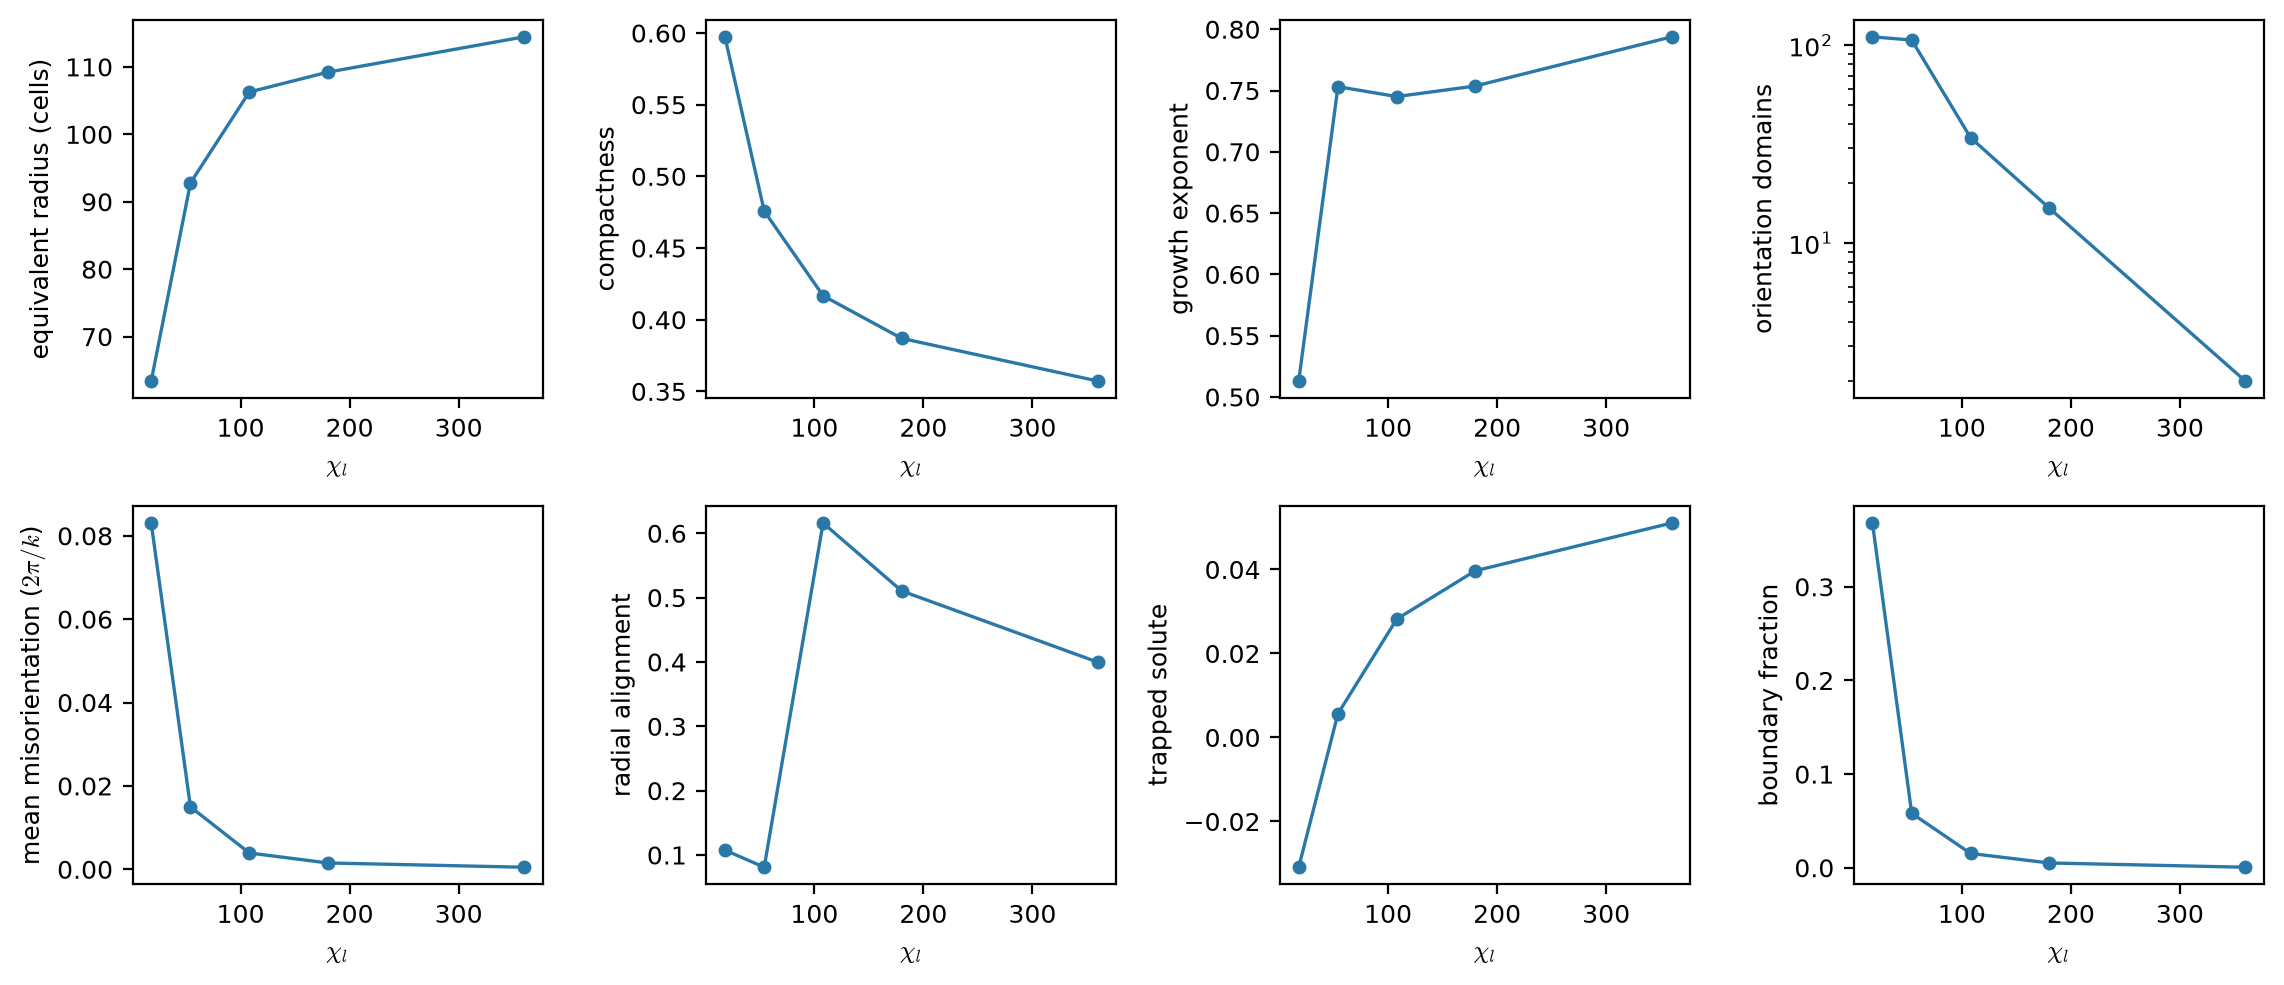 equivalent radius (cells)
110
100
90
80
70
100 200 300
χl
compactness
0.60
0.55
0.50
0.45
0.40
0.35
100 200 300
χl
growth exponent
0.80
0.75
0.70
0.65
0.60
0.55
0.50
100 200 300
χl
orientation domains
10²
10¹
100 200 300
χl
mean misorientation (2π/k)
0.08
0.06
0.04
0.02
0.00
100 200 300
χl
radial alignment
0.6
0.5
0.4
0.3
0.2
0.1
100 200 300
χl
trapped solute
0.04
0.02
0.00
−0.02
100 200 300
χl
boundary fraction
0.3
0.2
0.1
0.0
100 200 300
χl